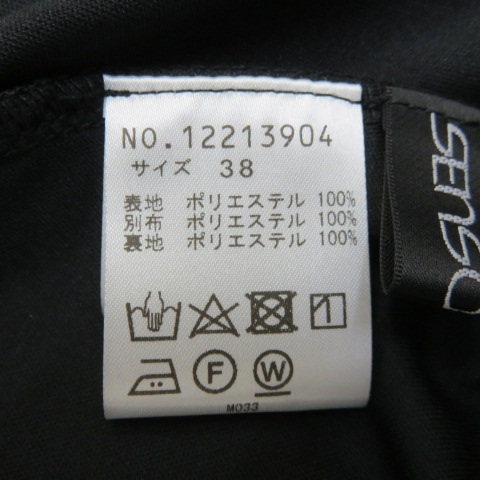 NO.12213904
サイズ 38
表地 ポリエステル 100%
別布 ポリエステル 100%
裏地 ポリエステル 100%
F
W
M033
SENSO